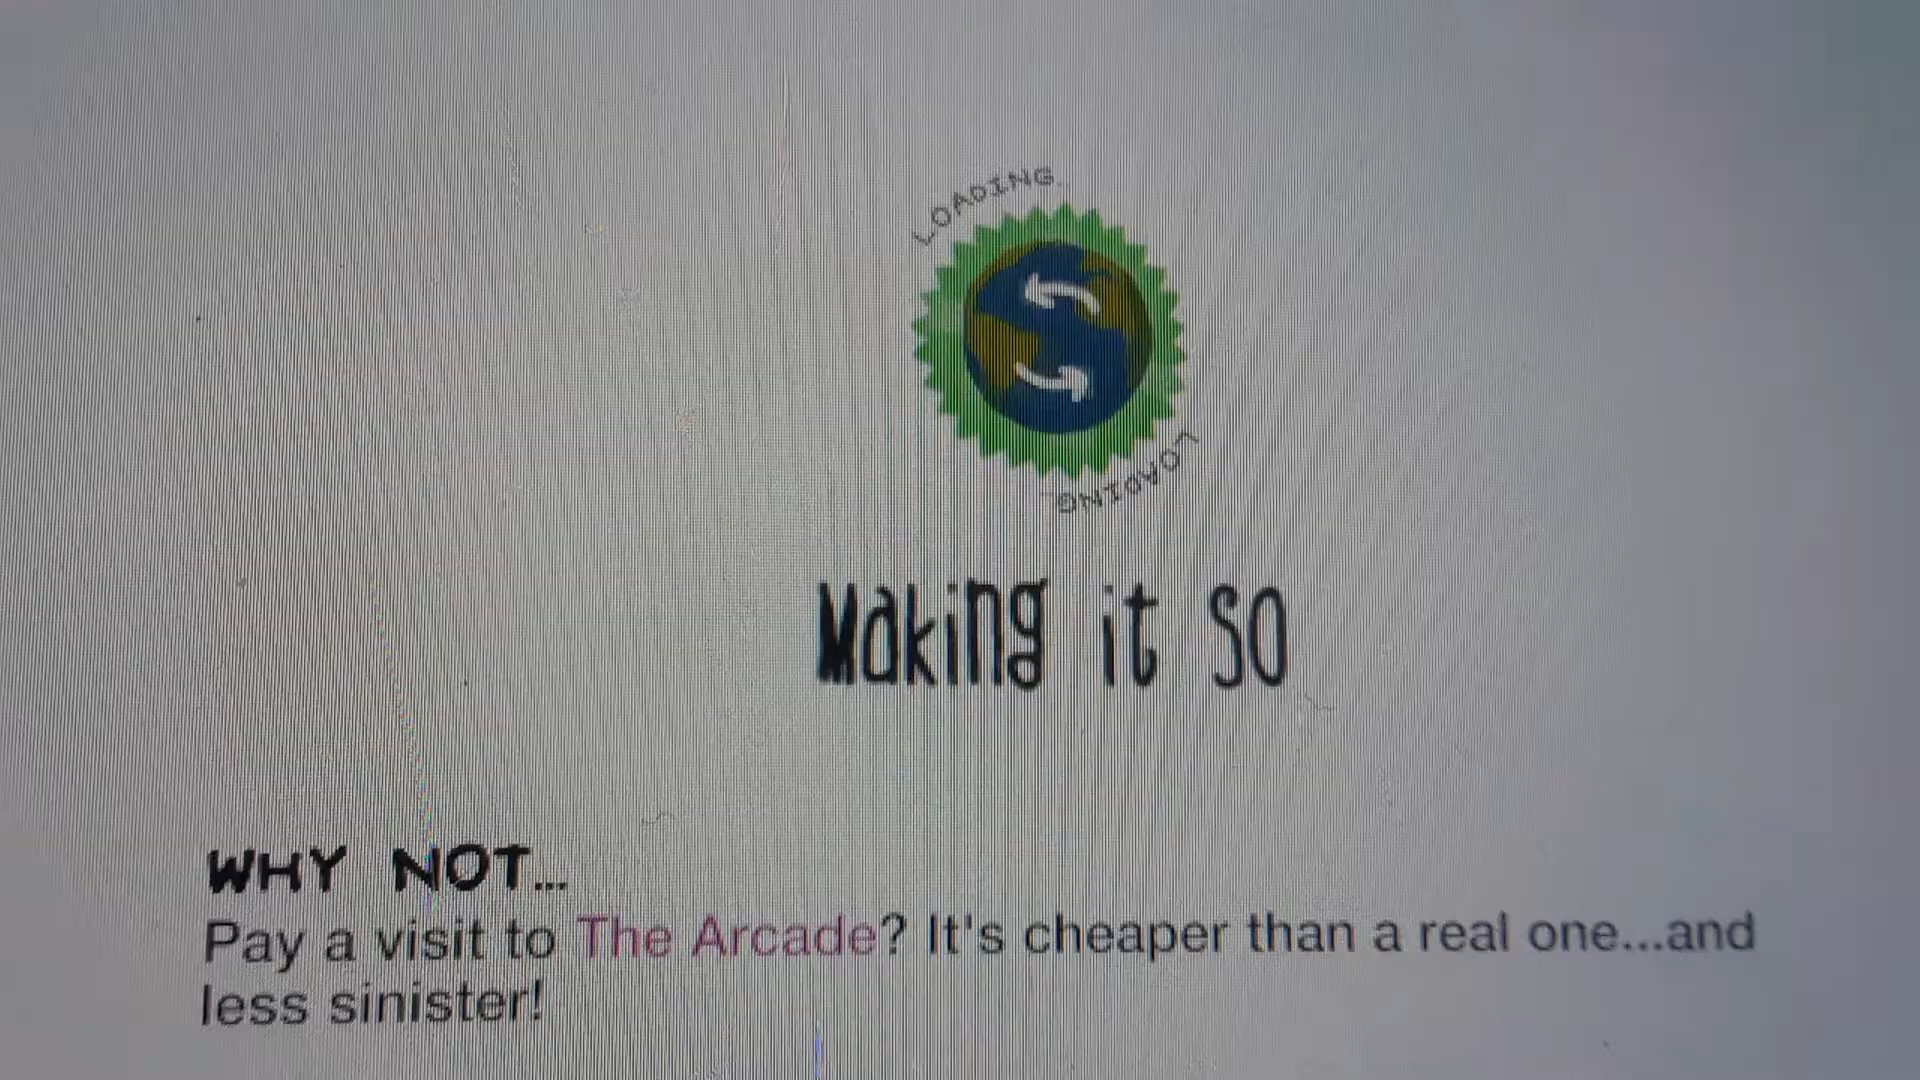 LOADING.
LOADING.
Making it so
WHY NOT...
Pay a visit to The Arcade? It's cheaper than a real one...and
less sinister!